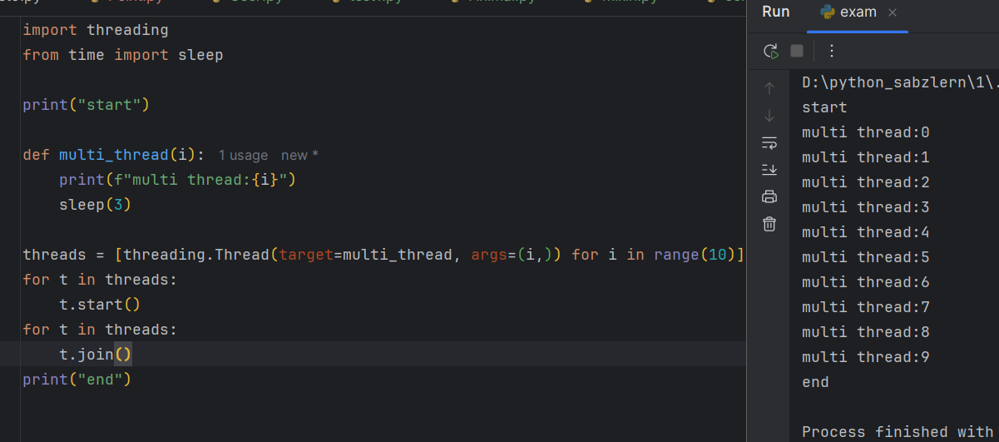 Run exam
import threading
from time import sleep
print("start")
def multi_thread(i): 1 usage new *
print(f"multi thread:{i}")
sleep(3)
threads = [threading.Thread(target=multi_thread, args=(i,)) for i in range(10)]
for t in threads:
t.start()
for t in threads:
t.join()
print("end")
D:\python_sabzlern\1\.
start
multi thread:0
multi thread:1
multi thread:2
multi thread:3
multi thread:4
multi thread:5
multi thread:6
multi thread:7
multi thread:8
multi thread:9
end
Process finished with